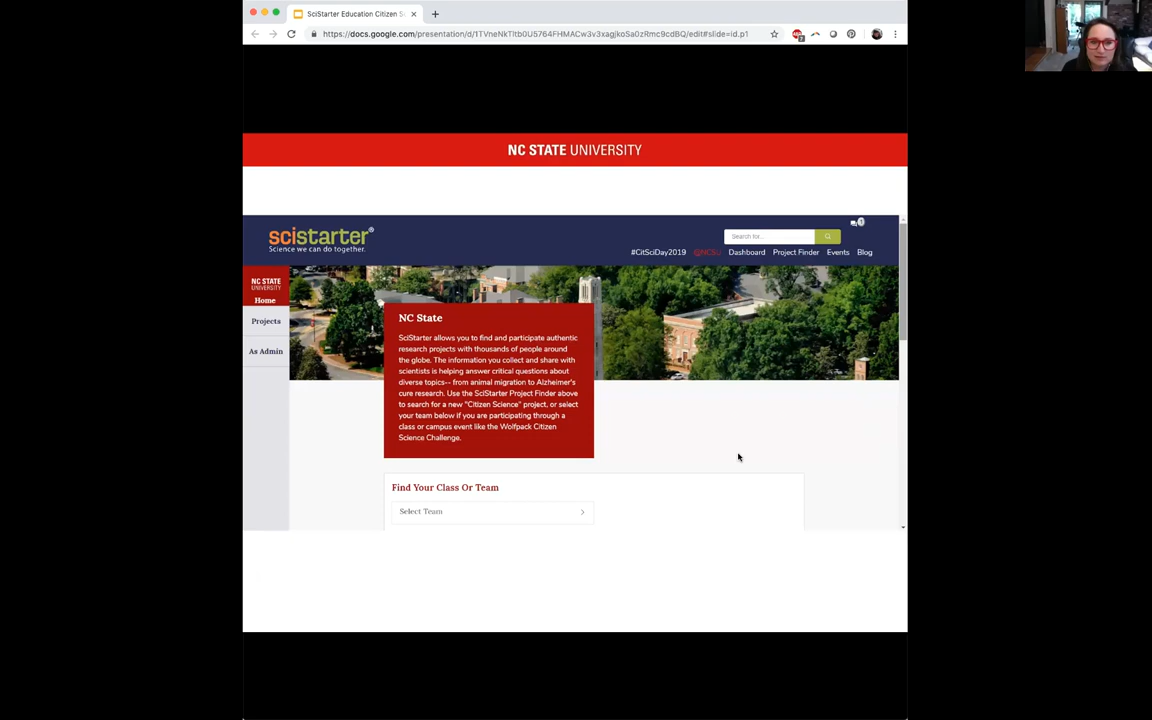 SciStarter Education Citizen Sc
https://docs.google.com/presentation/d/1TVneNkTltb0U5764FHMACw3v3xagjkoSa0zRmc9cdBQ/edit#slide=id.p1
NC STATE UNIVERSITY
scistarter®
Science we can do together.
1
Search for...
#CitSciDay2019 @NCSU Dashboard Project Finder Events Blog
NC STATE
UNIVERSITY
Home
Projects
As Admin
NC State
SciStarter allows you to find and participate authentic
research projects with thousands of people around
the globe. The information you collect and share with
scientists is helping answer critical questions about
diverse topics-- from animal migration to Alzheimer's
cure research. Use the SciStarter Project Finder above
to search for a new "Citizen Science" project, or select
your team below if you are participating through a
class or campus event like the Wolfpack Citizen
Science Challenge.
Find Your Class Or Team
Select Team